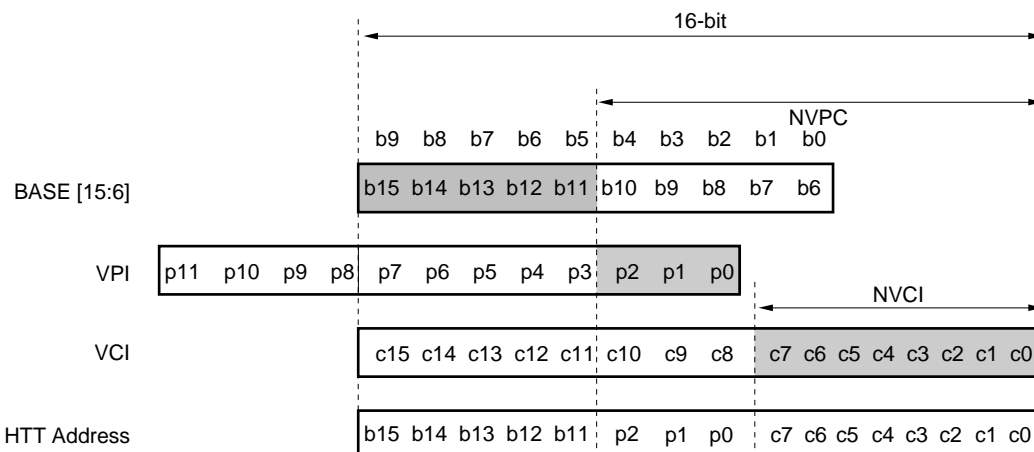 16-bit
NVPC
b9 b8 b7 b6 b5 b4 b3 b2 b1 b0
BASE [15:6] b15 b14 b13 b12 b11 b10 b9 b8 b7 b6
VPI p11 p10 p9 p8 p7 p6 p5 p4 p3 p2 p1 p0
NVCI
VCI c15 c14 c13 c12 c11 c10 c9 c8 c7 c6 c5 c4 c3 c2 c1 c0
HTT Address b15 b14 b13 b12 b11 p2 p1 p0 c7 c6 c5 c4 c3 c2 c1 c0